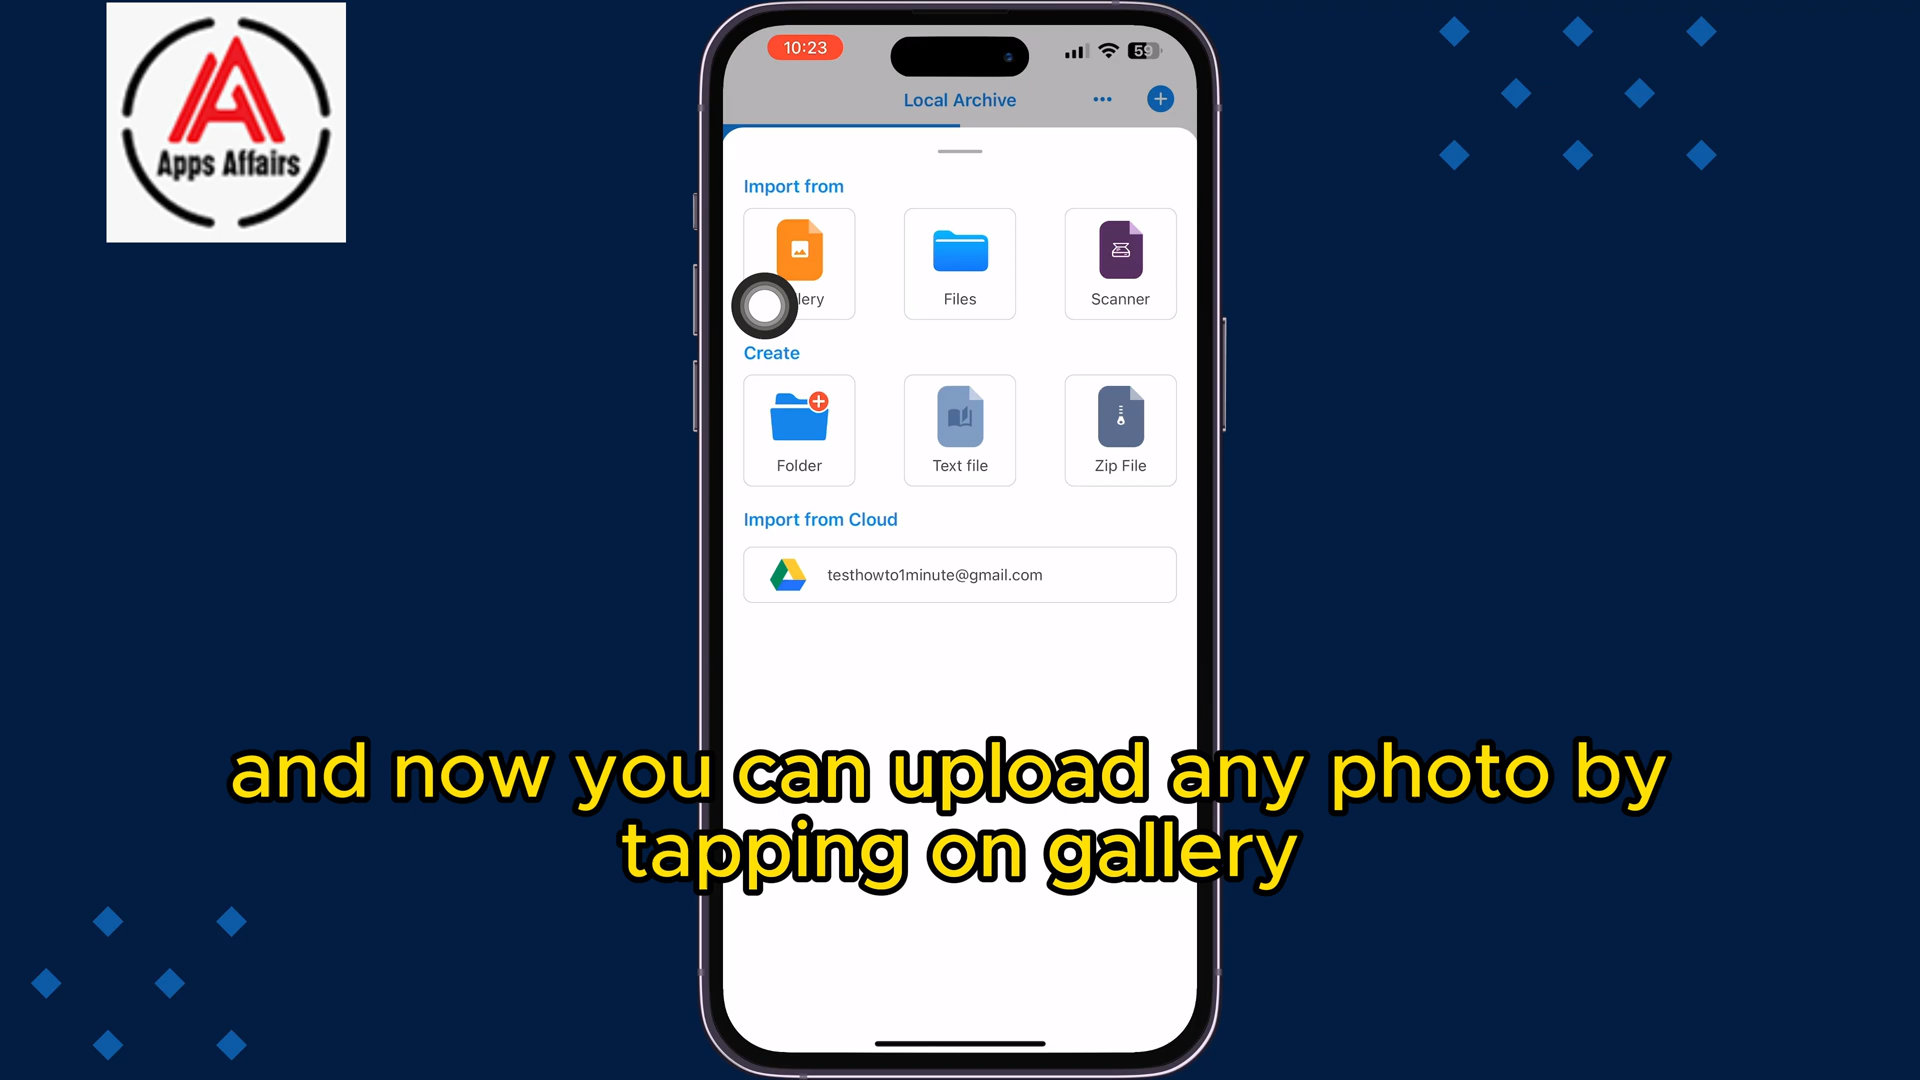 Apps Affairs
10:23
59
Local Archive
Import from
lery
Files
Scanner
Create
Folder
Text file
Zip File
Import from Cloud
testhowto1minute@gmail.com
and now you can upload any photo by
tapping on gallery